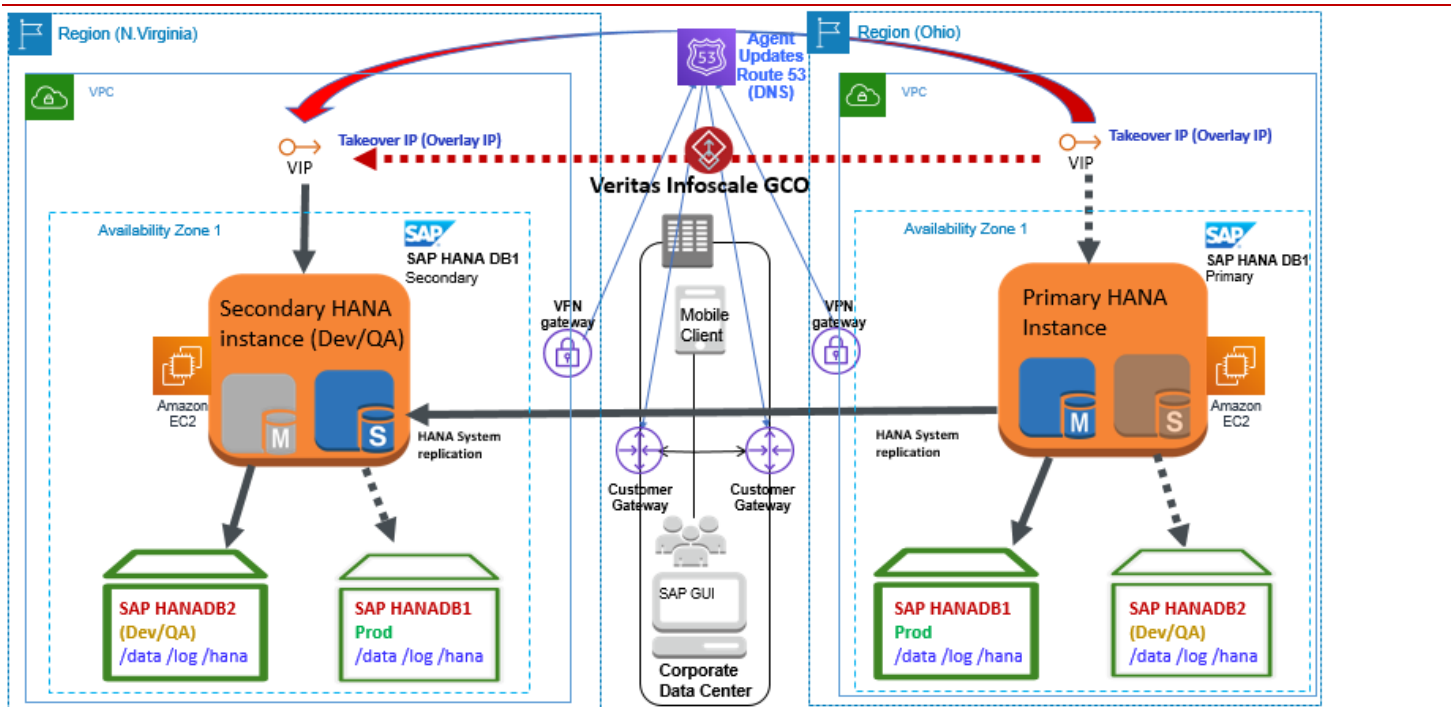 Region (N.Virginia)
VPC
Takeover IP (Overlay IP)
VIP
Availability Zone 1
SAP
SAP HANA DB1
Secondary
Secondary HANA
instance (Dev/QA)
Amazon
EC2
M
S
HANA System
replication
SAP HANADB2
(Dev/QA)
/data /log /hana
SAP HANADB1
Prod
/data /log /hana
53
Agent
Updates
Route 53
(DNS)
Veritas Infoscale GCO
VPN
gateway
Mobile
Client
VPN
gateway
Customer
Gateway
Customer
Gateway
SAP GUI
Corporate
Data Center
Region (Ohio)
VPC
Takeover IP (Overlay IP)
VIP
Availability Zone 1
SAP
SAP HANA DB1
Primary
Primary HANA
Instance
Amazon
EC2
M
S
HANA System
replication
SAP HANADB1
Prod
/data /log /hana
SAP HANADB2
(Dev/QA)
/data /log /hana